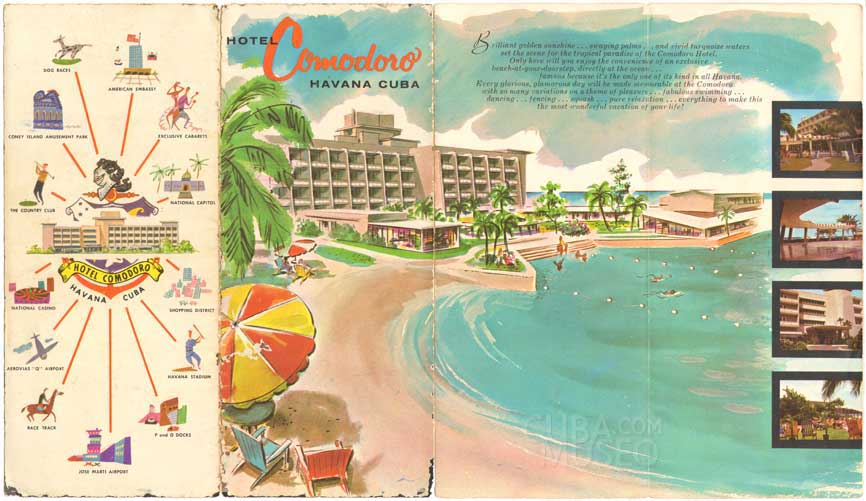 DOG RACES
AMERICAN EMBASSY
CONEY ISLAND AMUSEMENT PARK
EXCLUSIVE CABARETS
THE COUNTRY CLUB
NATIONAL CAPITOL
HOTEL COMODORO
HAVANA CUBA
NATIONAL CASINO
SHOPPING DISTRICT
AEROVIAS "Q" AIRPORT
HAVANA STADIUM
RACE TRACK
P and O DOCKS
JOSE MARTI AIRPORT
HOTEL
Comodoro
HAVANA CUBA
Brilliant golden sunshine . . . swaying palms . . . and vivid turquoise waters
set the scene for the tropical paradise of the Comodoro Hotel.
Only here will you enjoy the convenience of an exclusive
beach-at-your-doorstep, directly at the ocean . . .
famous because it's the only one of its kind in all Havana.
Every glorious, glamorous day will be made memorable at the Comodoro
with so many variations on a theme of pleasure . . . fabulous swimming . . .
dancing . . . fencing . . . squash . . . pure relaxation . . . everything to make this
the most wonderful vacation of your life!
CUBA.COM
MUSEO